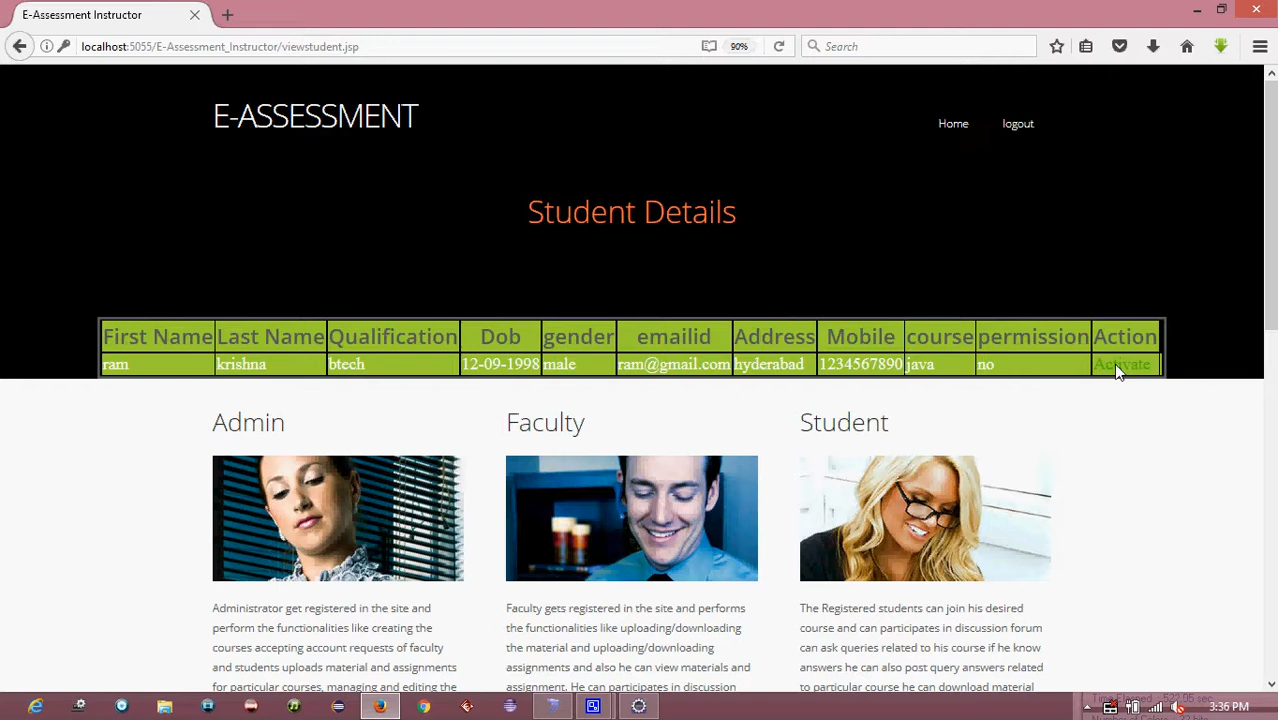 E-Assessment Instructor
localhost:5055/E-Assessment_Instructor/viewstudent.jsp
90%
Search
E-ASSESSMENT
Home
logout
Student Details
First Name Last Name Qualification Dob gender emailid Address Mobile course permission Action
ram krishna btech 12-09-1998 male ram@gmail.com hyderabad 1234567890 java no Activate
Admin
Faculty
Student
Administrator get registered in the site and
perform the functionalities like creating the
courses accepting account requests of faculty
and students uploads material and assignments
for particular courses, managing and editing the
Faculty gets registered in the site and performs
the functionalities like uploading/downloading
the material and uploading/downloading
assignments and also he can view materials and
assignments. He can participates in discussion
The Registered students can join his desired
course and can participates in discussion forum
can ask queries related to his course if he know
answers he can also post query answers related
to particular course he can download material
Time Elapsed : 522.05 sec
3:36 PM